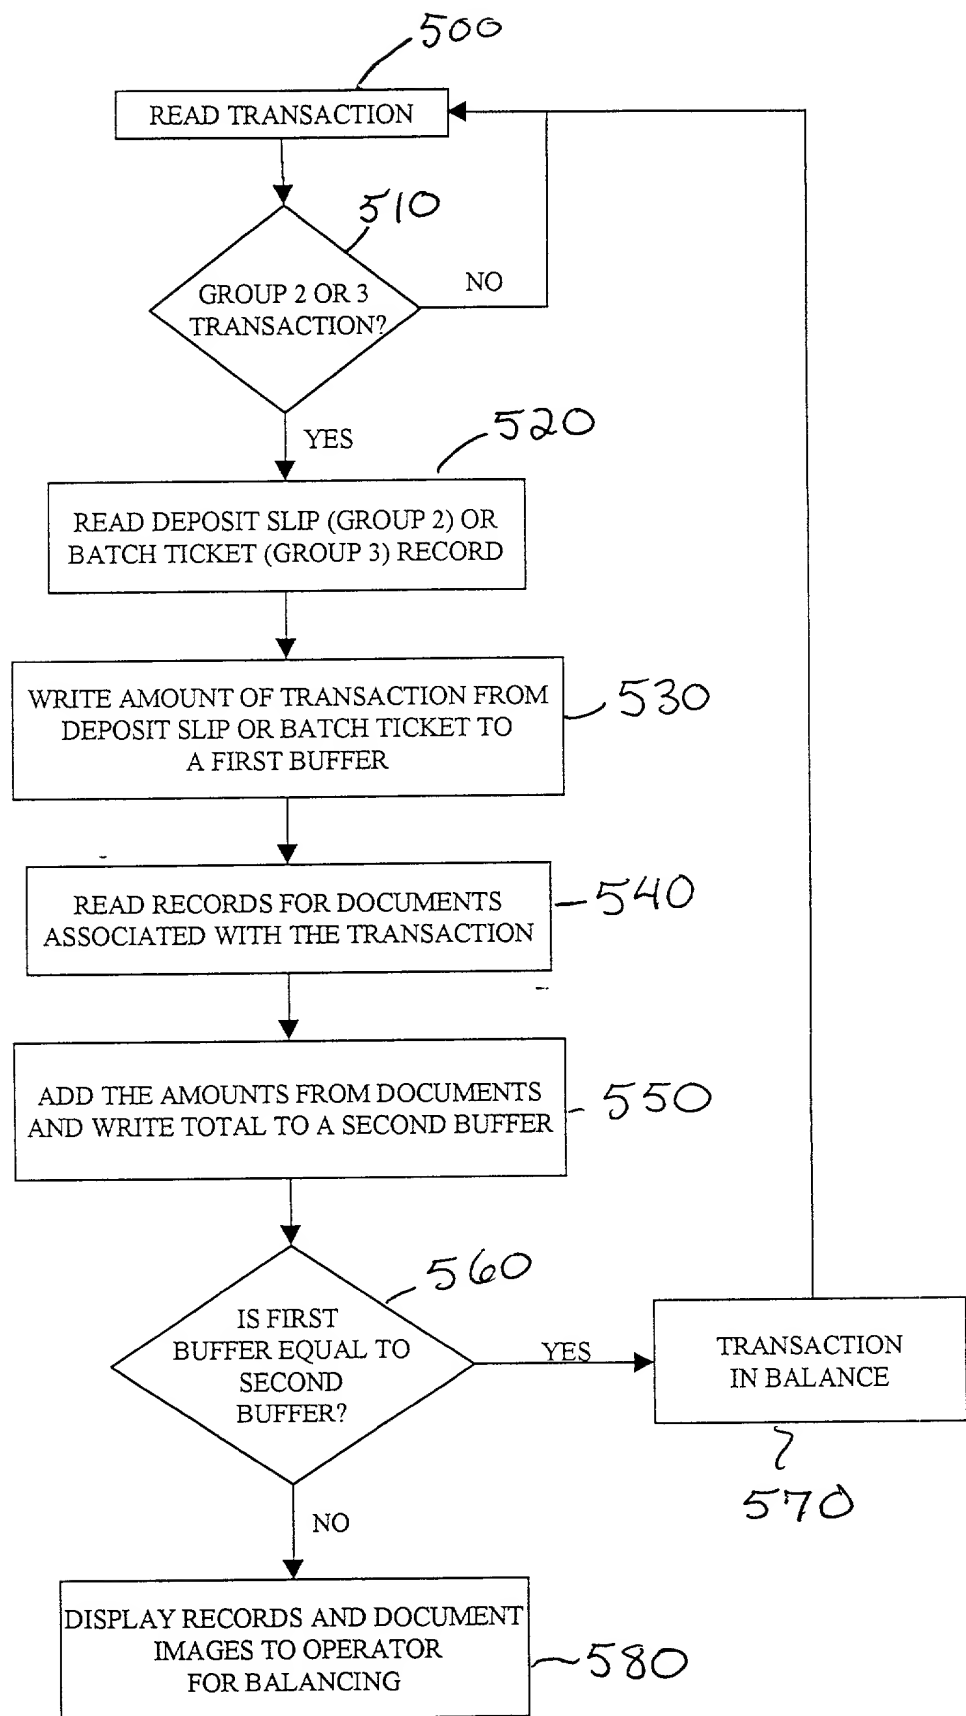 500
READ TRANSACTION
510
GROUP 2 OR 3
TRANSACTION?
NO
YES
520
READ DEPOSIT SLIP (GROUP 2) OR
BATCH TICKET (GROUP 3) RECORD
WRITE AMOUNT OF TRANSACTION FROM
DEPOSIT SLIP OR BATCH TICKET TO
A FIRST BUFFER
530
READ RECORDS FOR DOCUMENTS
ASSOCIATED WITH THE TRANSACTION
540
ADD THE AMOUNTS FROM DOCUMENTS
AND WRITE TOTAL TO A SECOND BUFFER
550
560
IS FIRST
BUFFER EQUAL TO
SECOND
BUFFER?
YES
TRANSACTION
IN BALANCE
570
NO
DISPLAY RECORDS AND DOCUMENT
IMAGES TO OPERATOR
FOR BALANCING
580